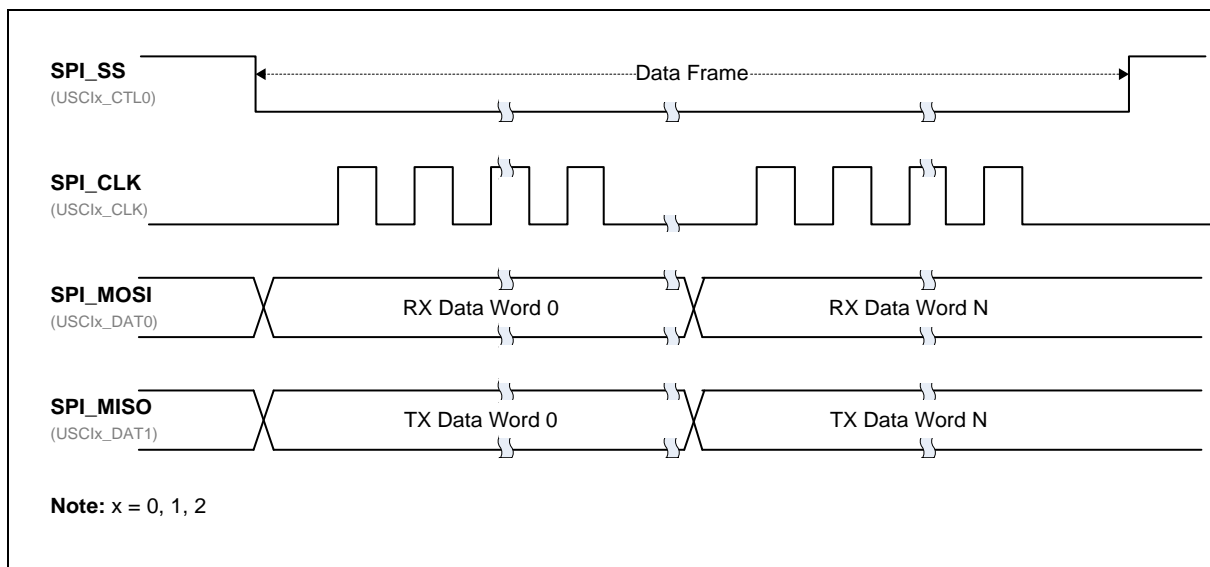 SPI_SS
(USCIx_CTL0)
Data Frame
SPI_CLK
(USCIx_CLK)
SPI_MOSI
(USCIx_DAT0)
RX Data Word 0
RX Data Word N
SPI_MISO
(USCIx_DAT1)
TX Data Word 0
TX Data Word N
Note: x = 0, 1, 2